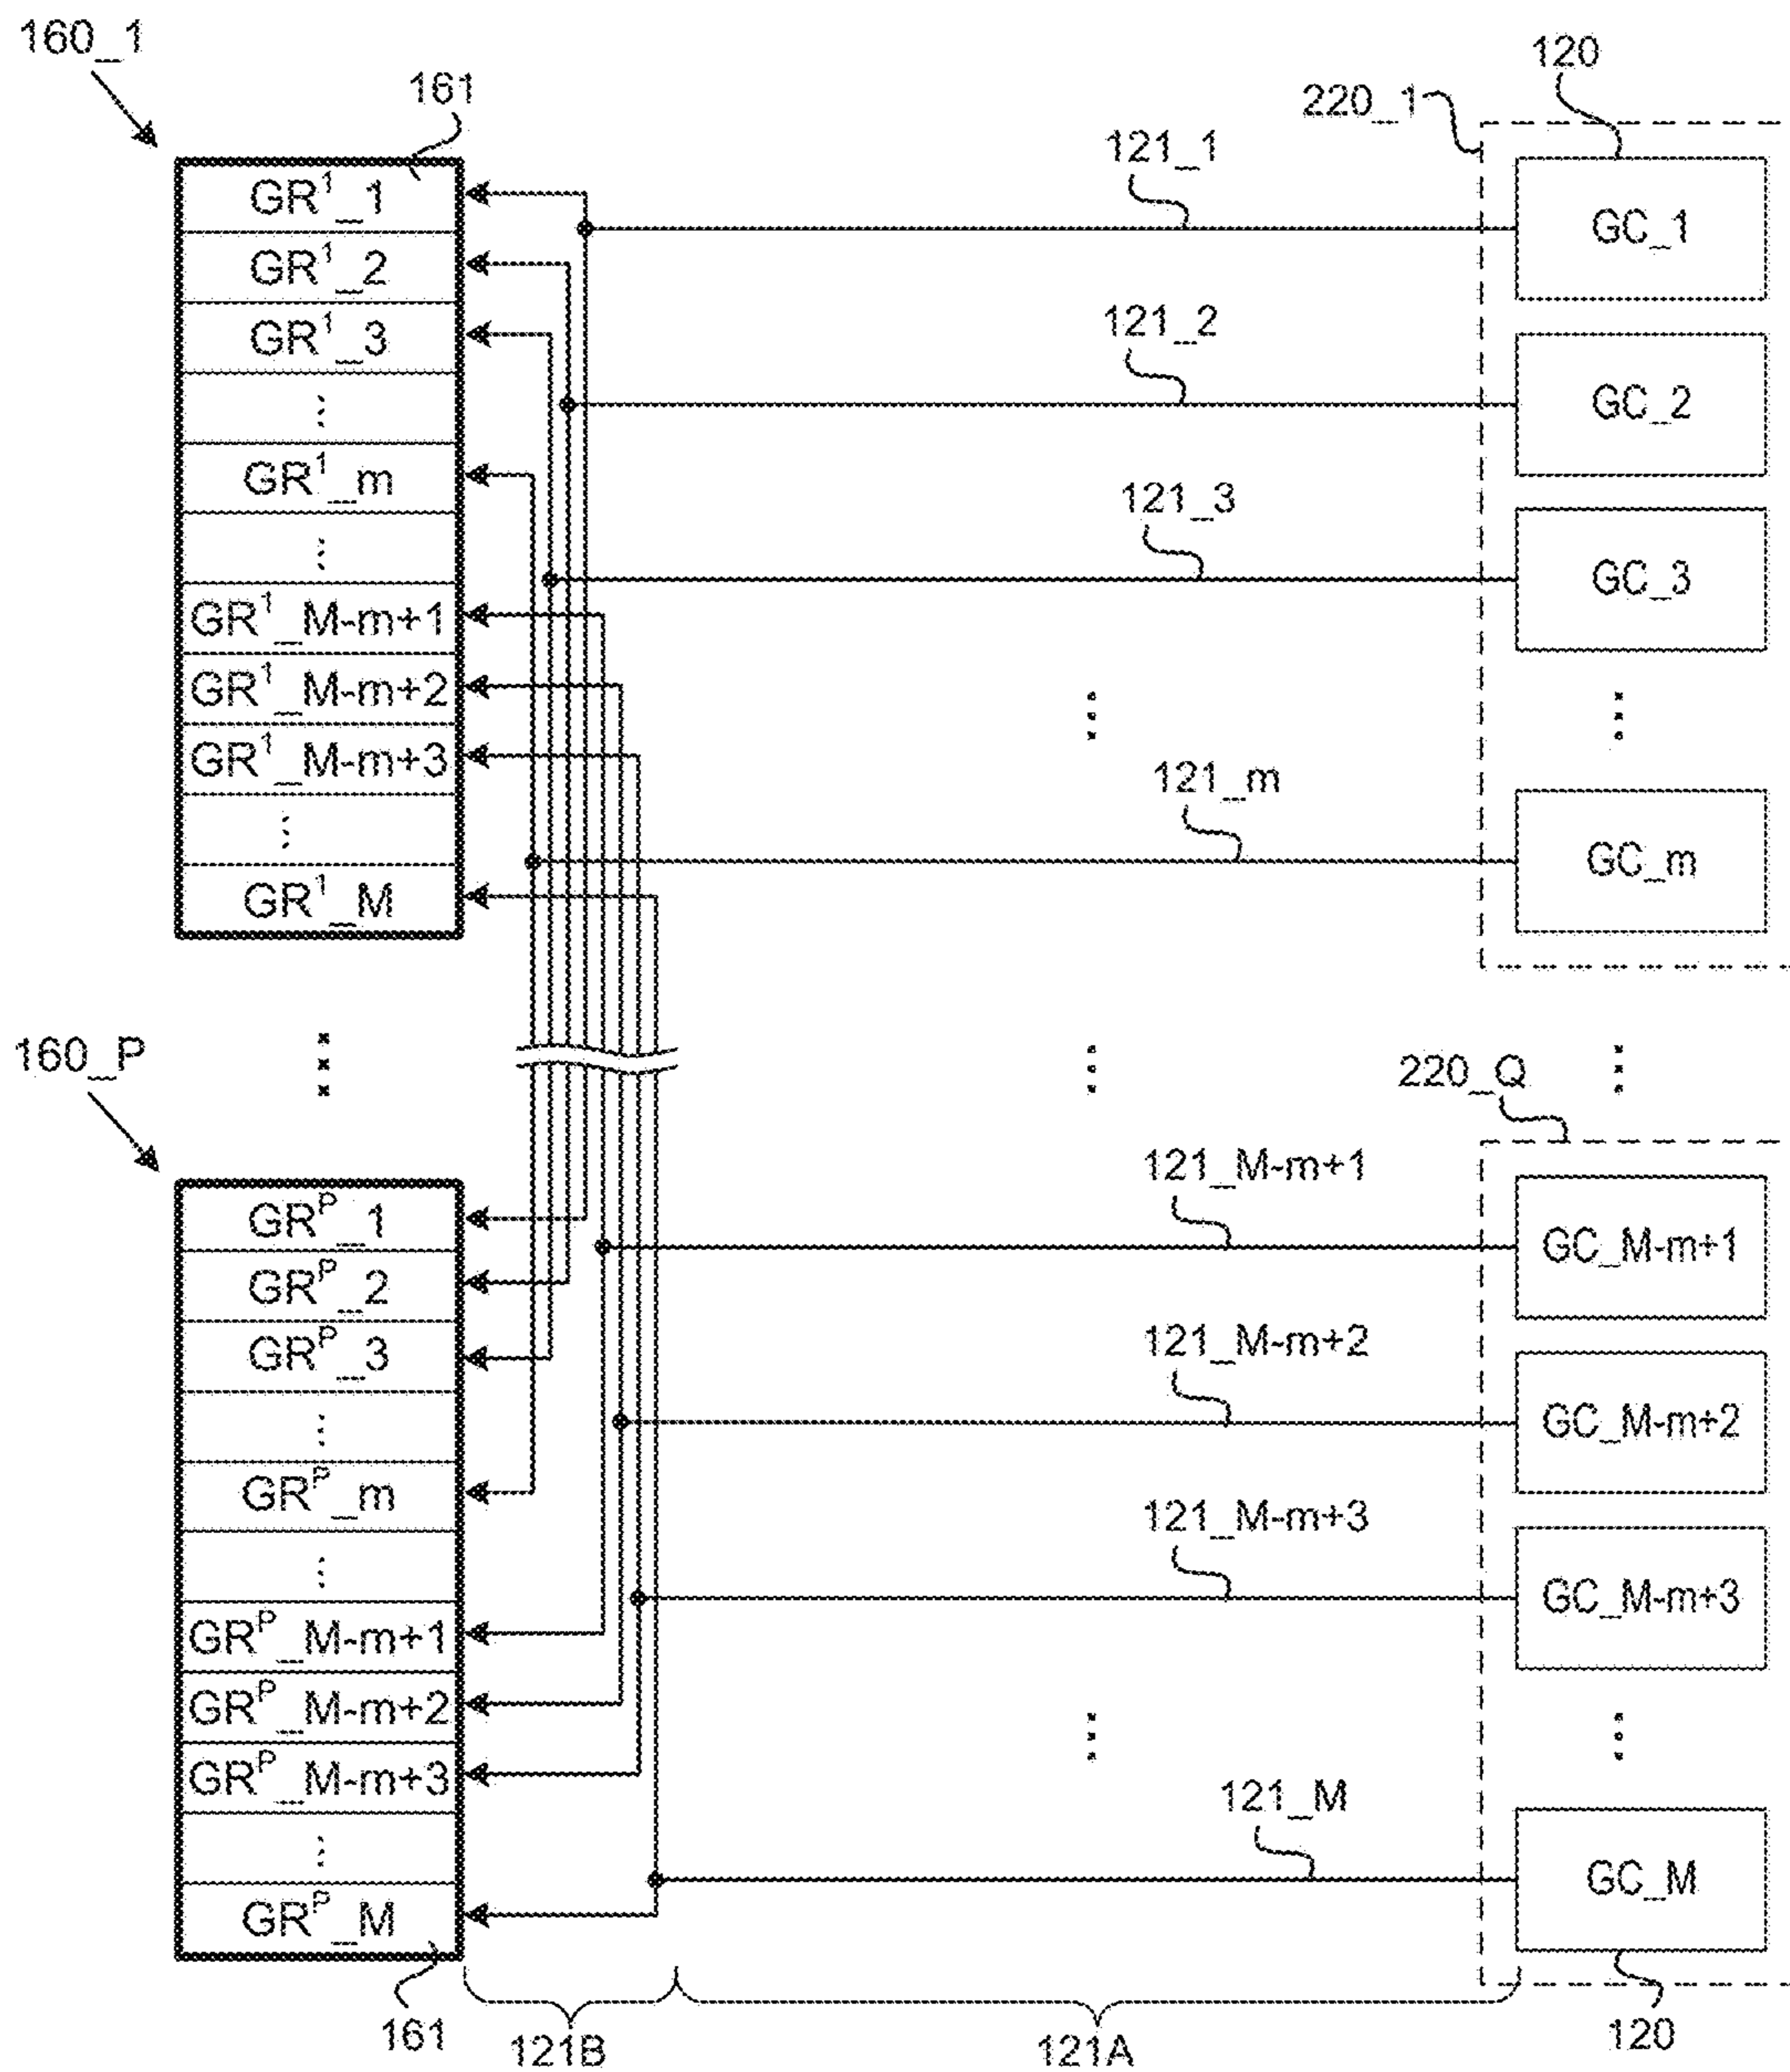 160_1
161
GR¹_1
GR¹_2
GR¹_3
⋮
GR¹_m
⋮
GR¹_M-m+1
GR¹_M-m+2
GR¹_M-m+3
⋮
GR¹_M
121_1
121_2
121_3
⋮
121_m
220_1
120
GC_1
GC_2
GC_3
⋮
GC_m
⋮
⋮
⋮
160_P
GRᴾ_1
GRᴾ_2
GRᴾ_3
⋮
GRᴾ_m
⋮
GRᴾ_M-m+1
GRᴾ_M-m+2
GRᴾ_M-m+3
⋮
GRᴾ_M
161
121_M-m+1
121_M-m+2
121_M-m+3
⋮
121_M
220_Q
GC_M-m+1
GC_M-m+2
GC_M-m+3
⋮
GC_M
120
121B
121A